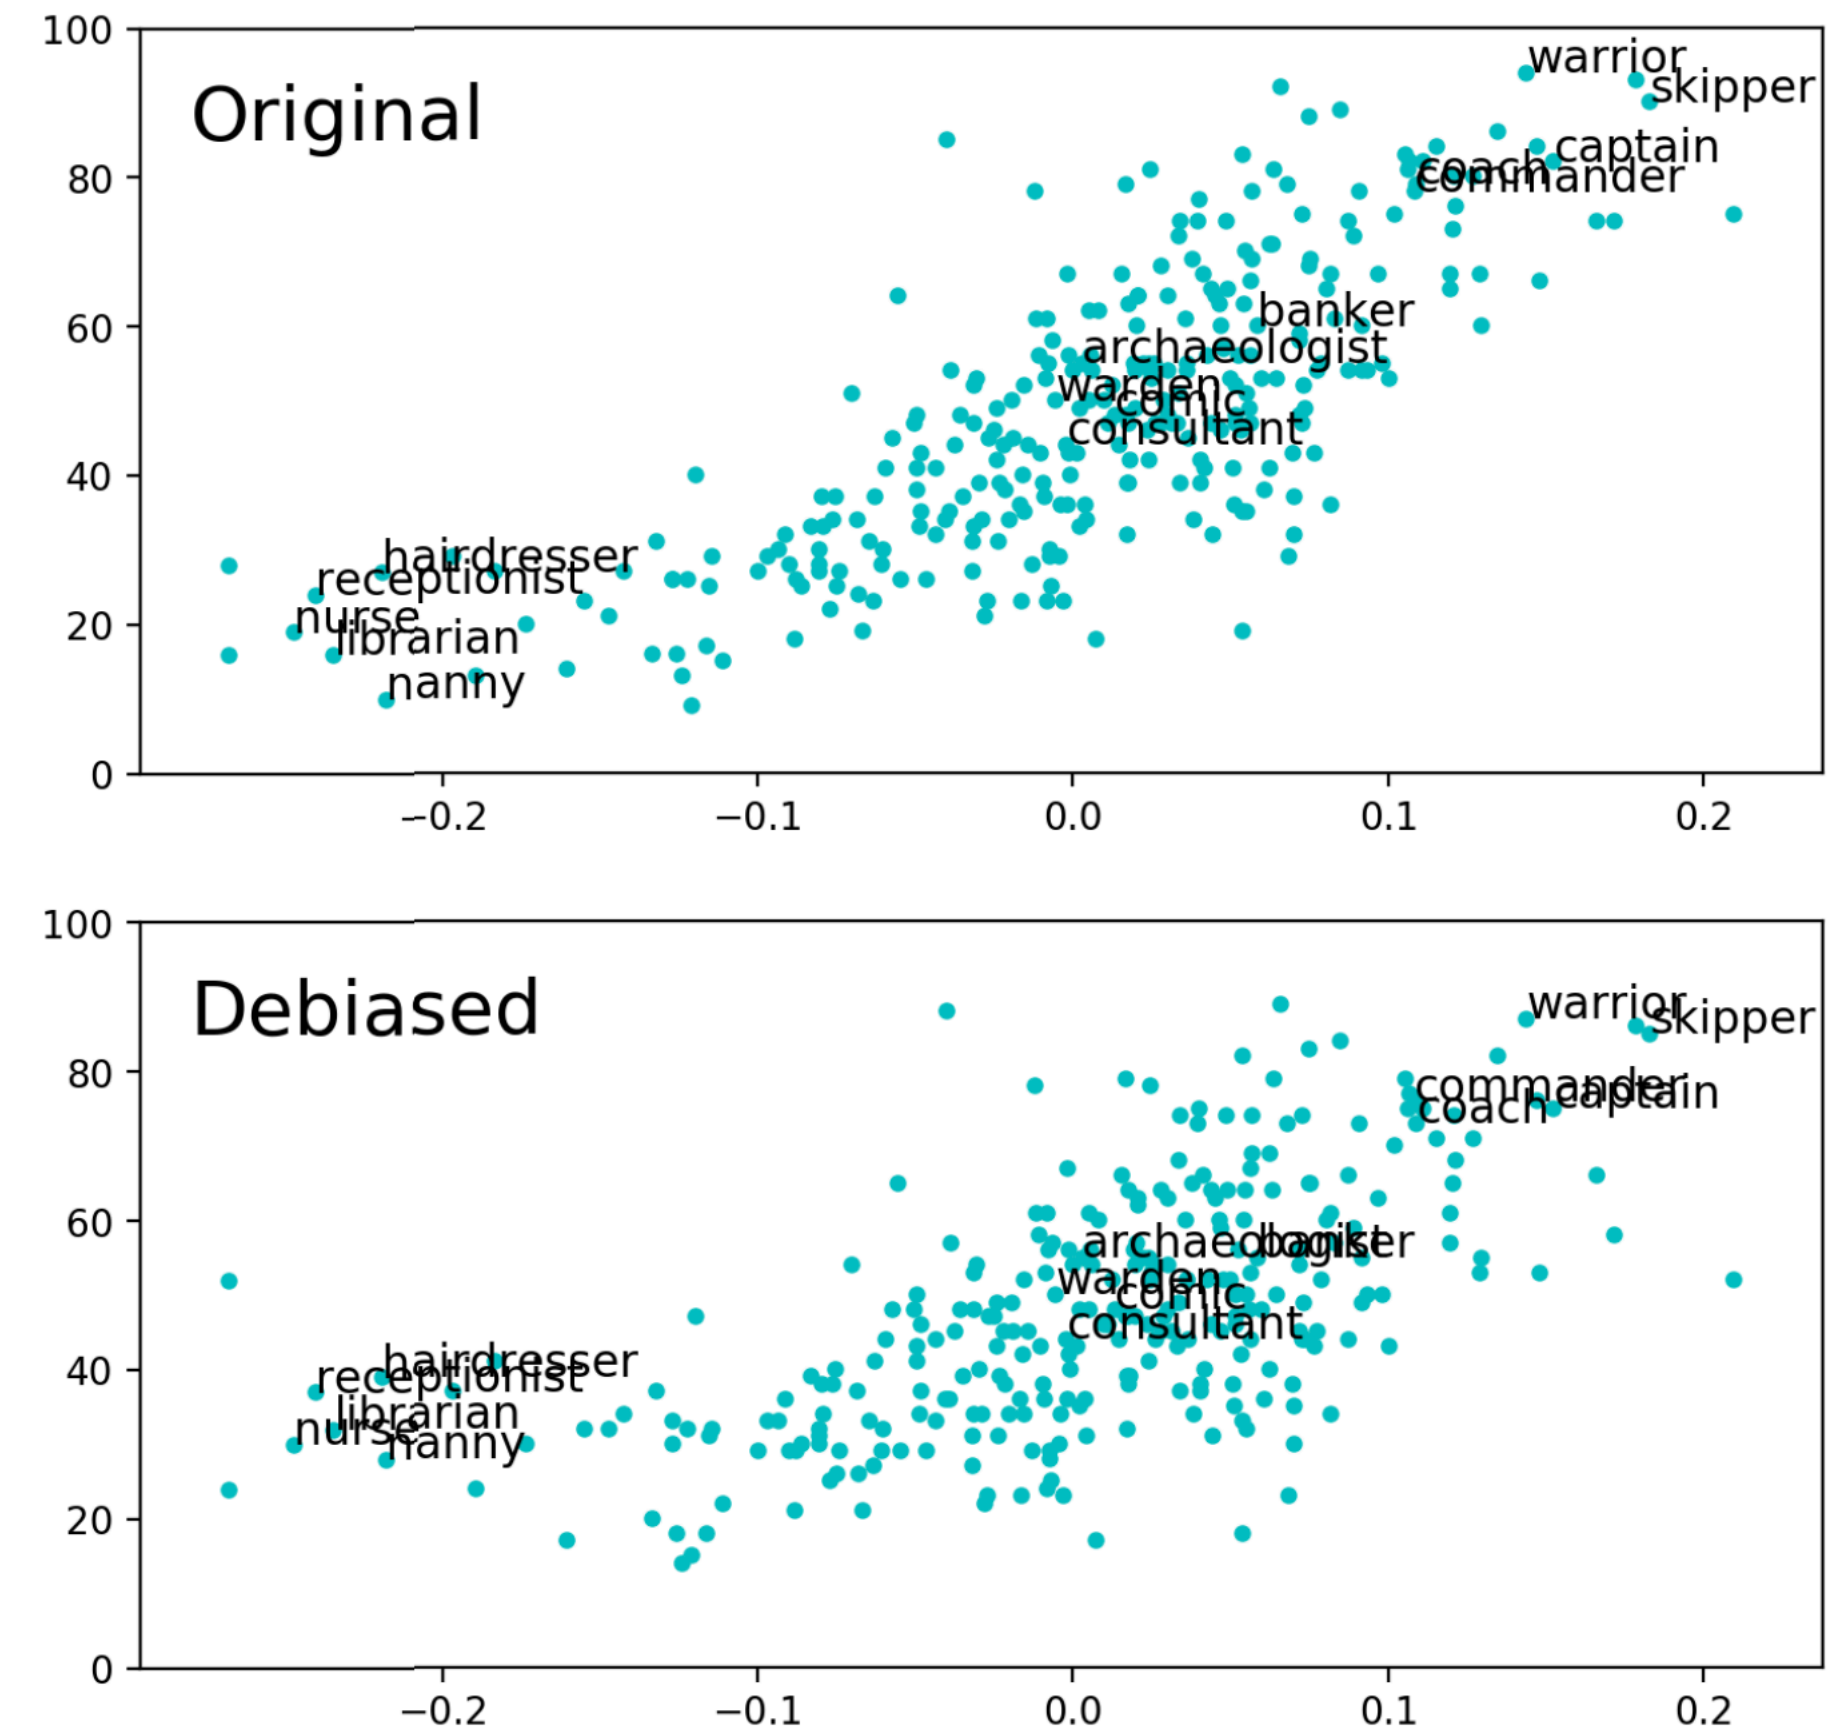 100
Original
warrior
skipper
captain
80
coach
commander
60
banker
archaeologist
warden
comic
consultant
40
hairdresser
receptionist
20
nurse
librarian
nanny
0
−0.2 −0.1 0.0 0.1 0.2
100
Debiased
warrior
skipper
80
commander
captain
coach
60
archaeologist
banker
warden
comic
consultant
40
hairdresser
receptionist
librarian
nurse
nanny
20
0
−0.2 −0.1 0.0 0.1 0.2